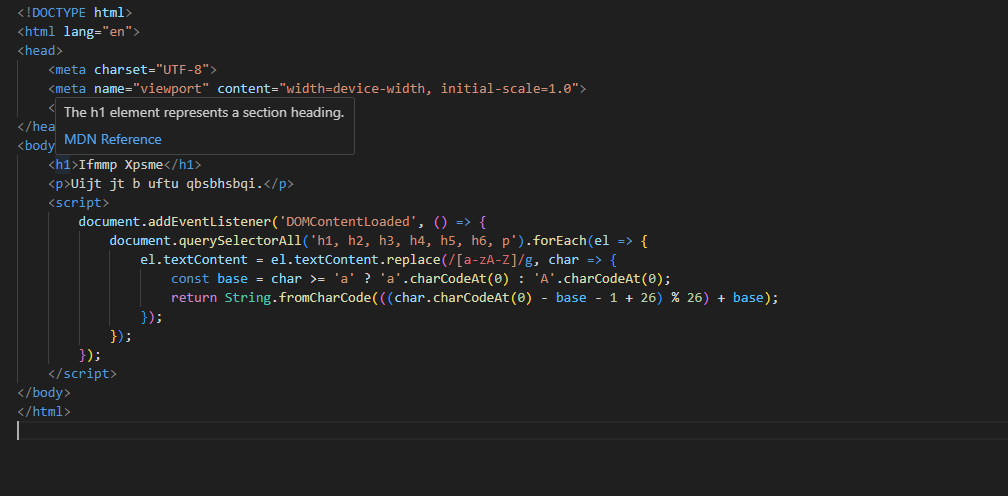 <!DOCTYPE html>
<html lang="en">
<head>
    <meta charset="UTF-8">
    <meta name="viewport" content="width=device-width, initial-scale=1.0">
    <
The h1 element represents a section heading.
</hea
MDN Reference
<body
    <h1>Ifmmp Xpsme</h1>
    <p>Uijt jt b uftu qbsbhsbqi.</p>
    <script>
        document.addEventListener('DOMContentLoaded', () => {
            document.querySelectorAll('h1, h2, h3, h4, h5, h6, p').forEach(el => {
                el.textContent = el.textContent.replace(/[a-zA-Z]/g, char => {
                    const base = char >= 'a' ? 'a'.charCodeAt(0) : 'A'.charCodeAt(0);
                    return String.fromCharCode(((char.charCodeAt(0) - base - 1 + 26) % 26) + base);
                });
            });
        });
    </script>
</body>
</html>